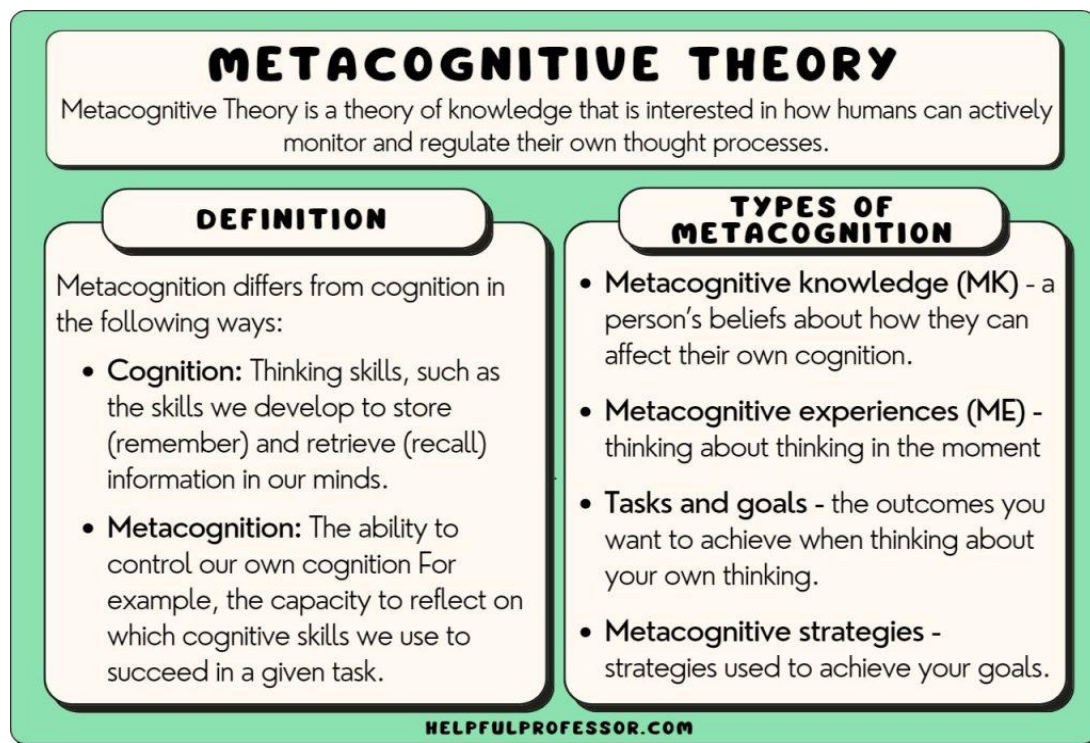 METACOGNITIVE THEORY
Metacognitive Theory is a theory of knowledge that is interested in how humans can actively
monitor and regulate their own thought processes.
DEFINITION
Metacognition differs from cognition in
the following ways:
• Cognition: Thinking skills, such as
the skills we develop to store
(remember) and retrieve (recall)
information in our minds.
• Metacognition: The ability to
control our own cognition For
example, the capacity to reflect on
which cognitive skills we use to
succeed in a given task.
TYPES OF
METACOGNITION
• Metacognitive knowledge (MK) - a
person's beliefs about how they can
affect their own cognition.
• Metacognitive experiences (ME) -
thinking about thinking in the moment
• Tasks and goals - the outcomes you
want to achieve when thinking about
your own thinking.
• Metacognitive strategies -
strategies used to achieve your goals.
HELPFULPROFESSOR.COM